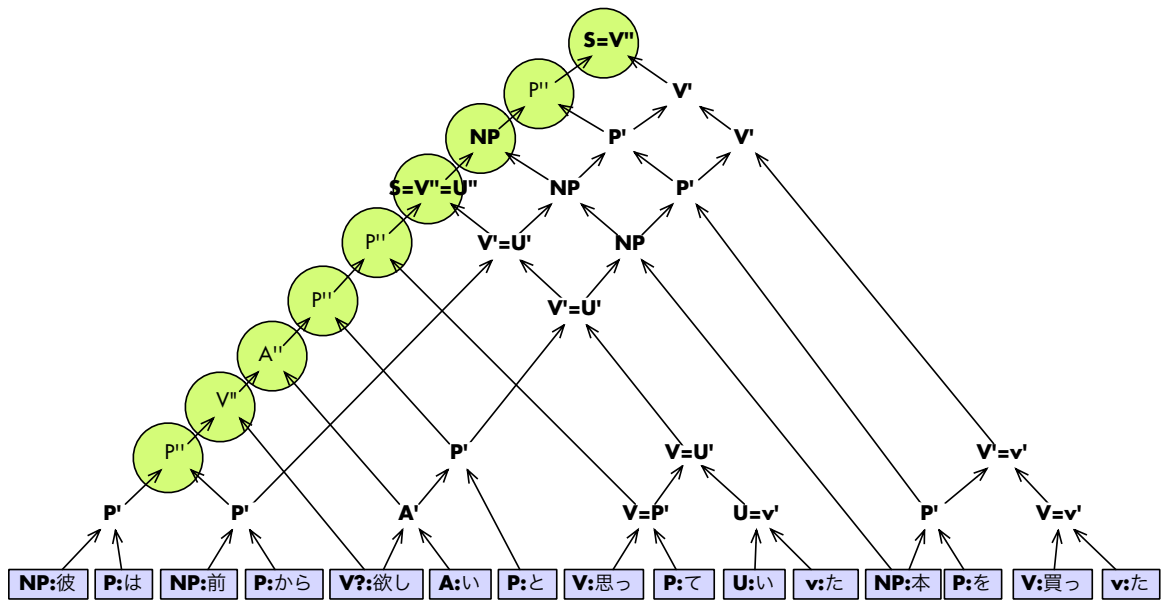 S=V"
P" V'
NP P' V'
S=V"=U" NP P'
P" V'=U' NP
P" V'=U'
A"
V"
P" P' V=U' V'=v'
P' P' A' V=P' U=v' P' V=v'
NP:彼 P:は NP:前 P:から V?:欲し A:い P:と V:思っ P:て U:い v:た NP:本 P:を V:買っ v:た